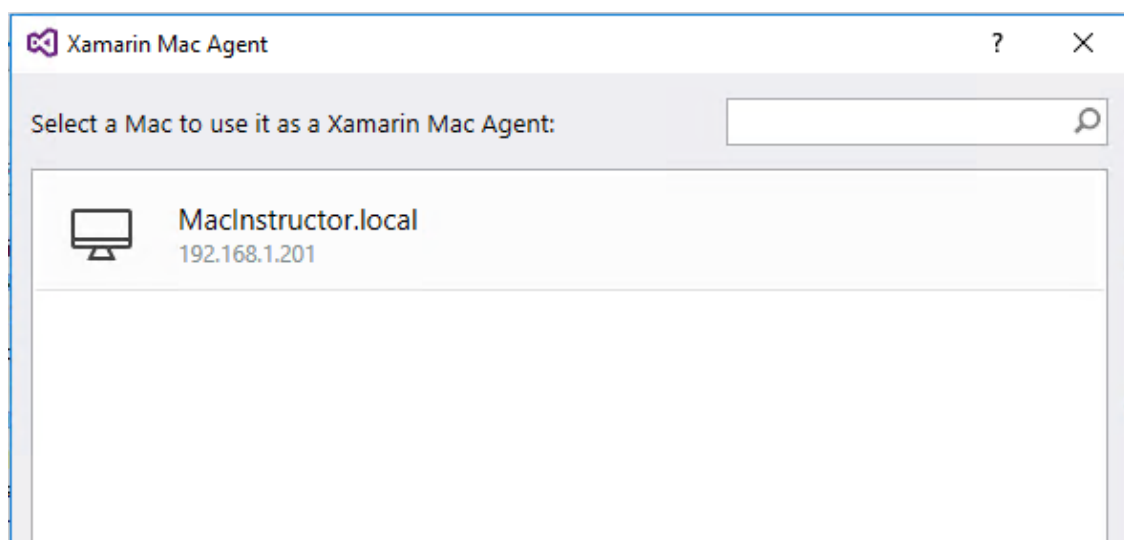 Xamarin Mac Agent
?
Select a Mac to use it as a Xamarin Mac Agent:
MacInstructor.local
192.168.1.201